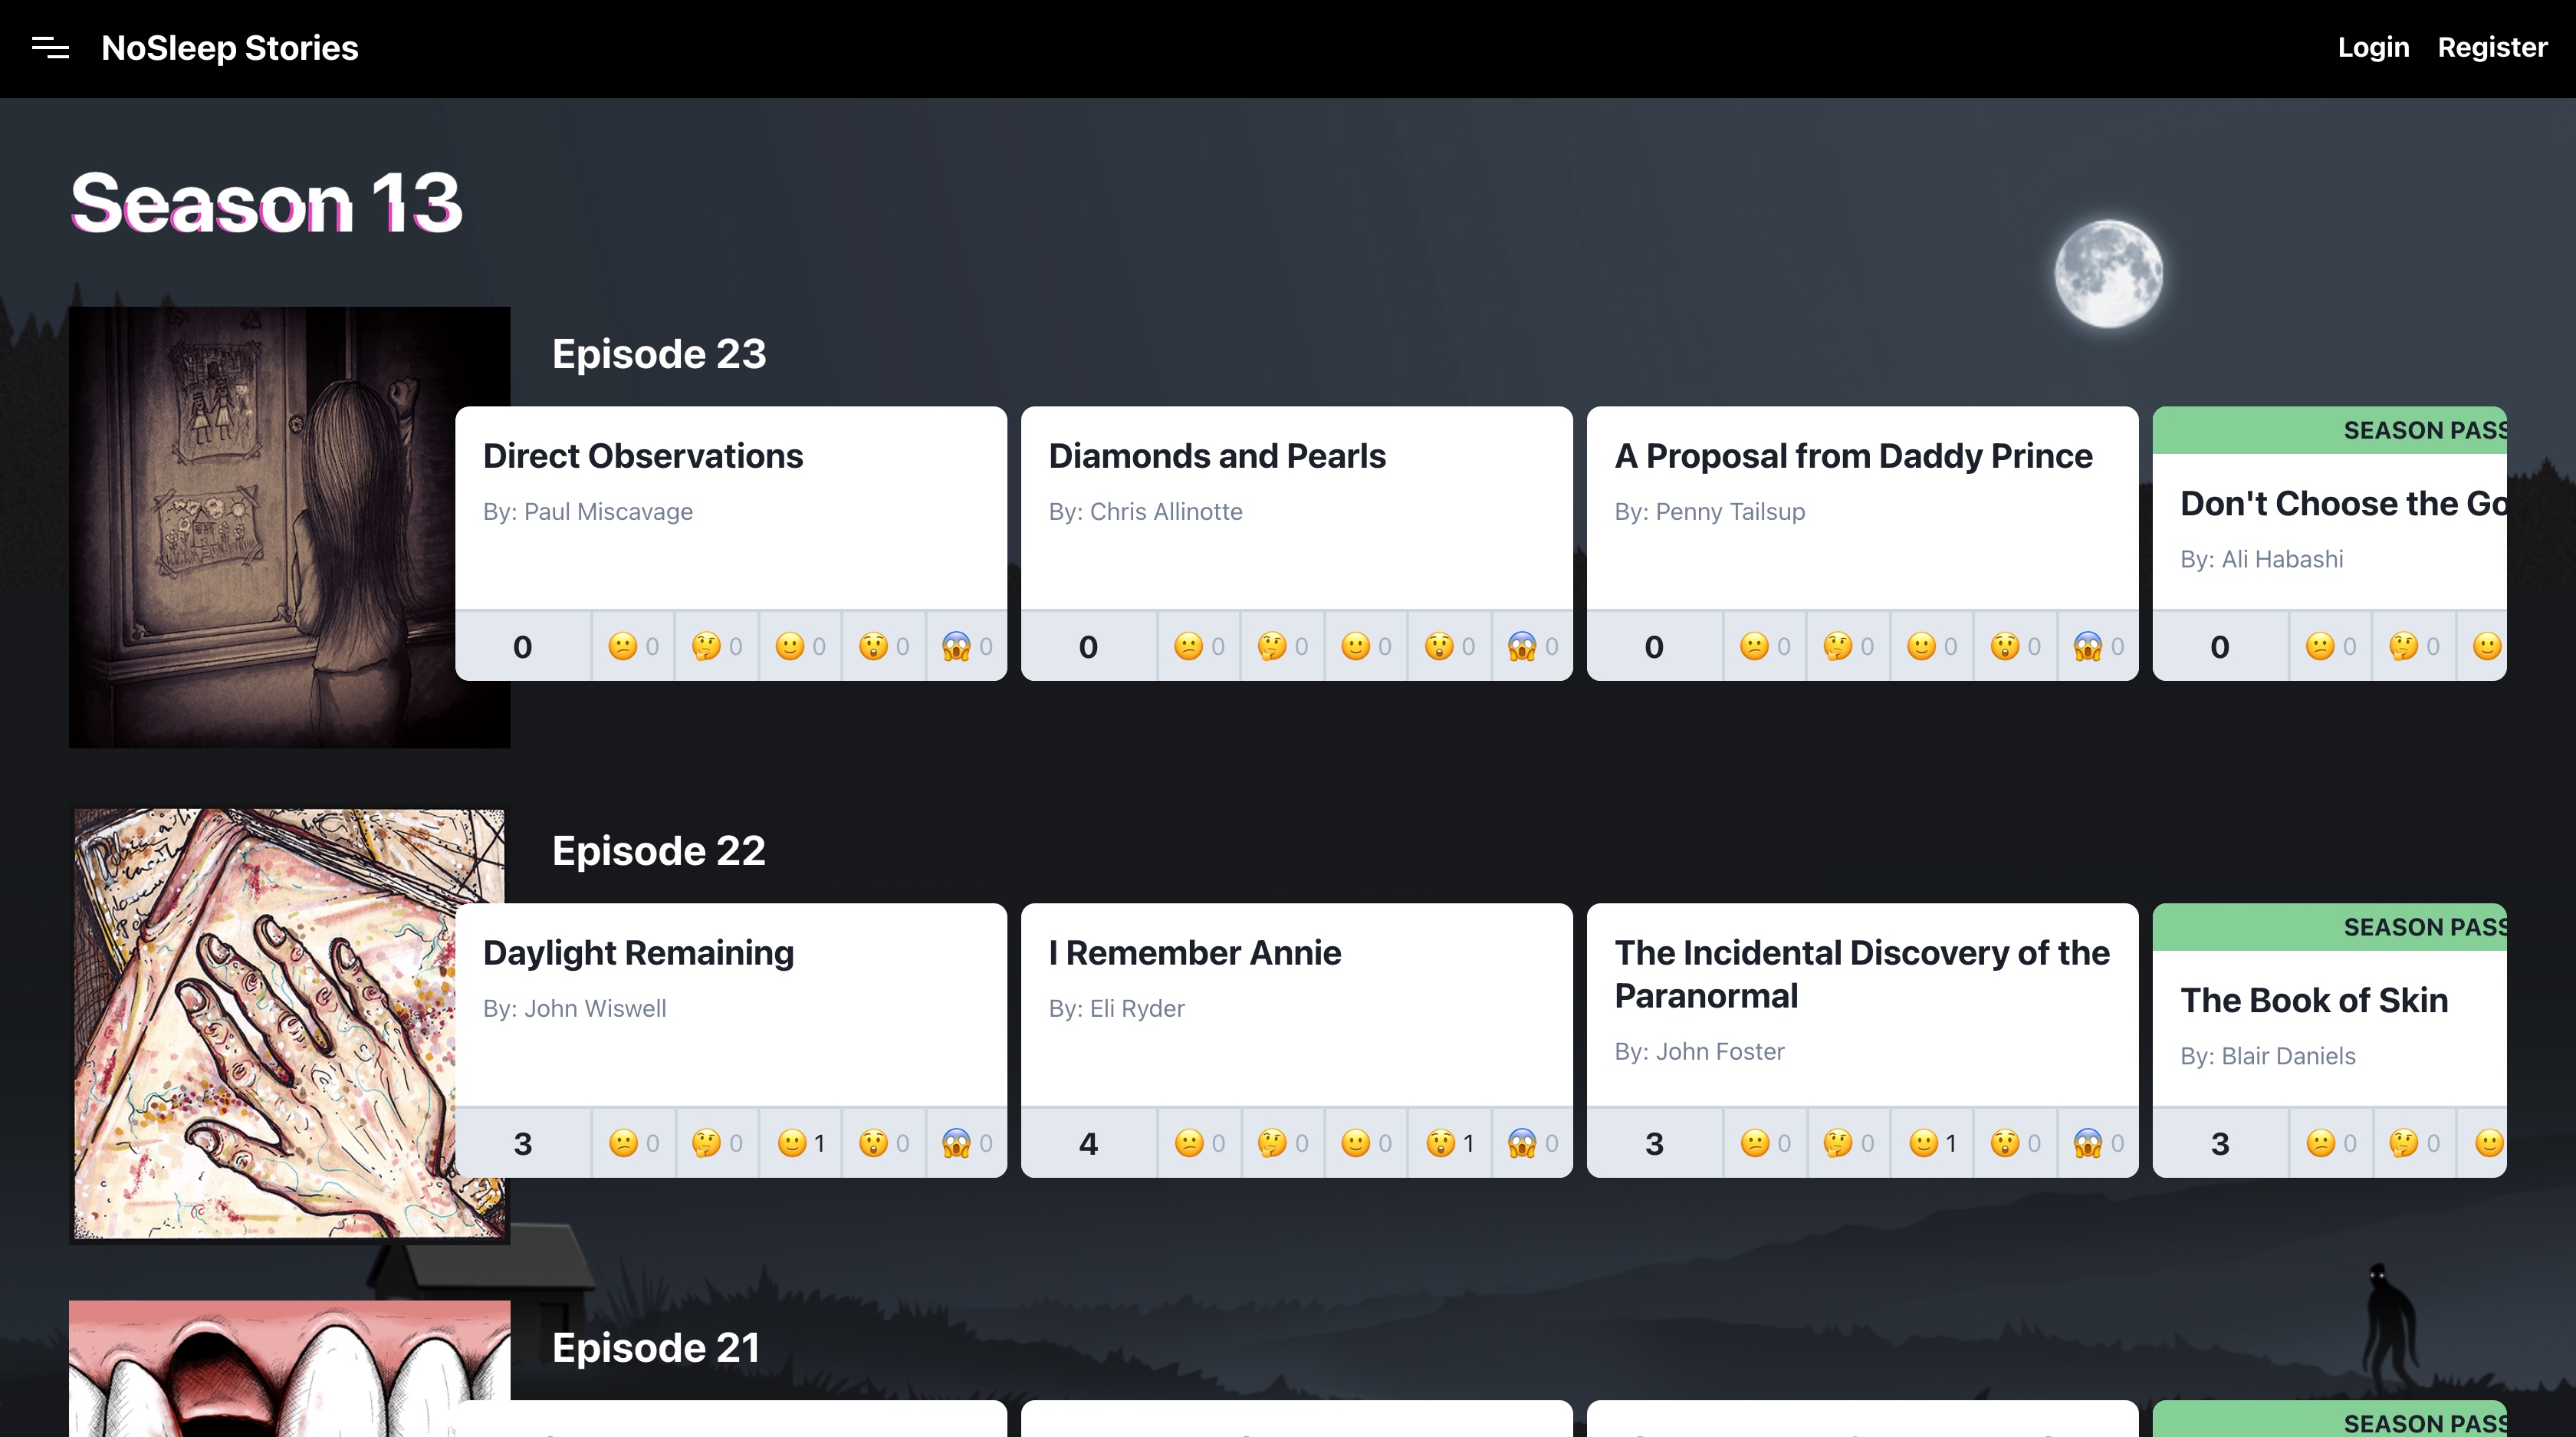 NoSleep Stories
Login Register
Season 13
Episode 23
Direct Observations
By: Paul Miscavage
0 0 0 0 0 0
Diamonds and Pearls
By: Chris Allinotte
0 0 0 0 0 0
A Proposal from Daddy Prince
By: Penny Tailsup
0 0 0 0 0 0
SEASON PASS
Don't Choose the Go
By: Ali Habashi
0 0 0
Episode 22
Daylight Remaining
By: John Wiswell
3 0 0 1 0 0
I Remember Annie
By: Eli Ryder
4 0 0 0 1 0
The Incidental Discovery of the
Paranormal
By: John Foster
3 0 0 1 0 0
SEASON PASS
The Book of Skin
By: Blair Daniels
3 0 0
Episode 21
SEASON PASS